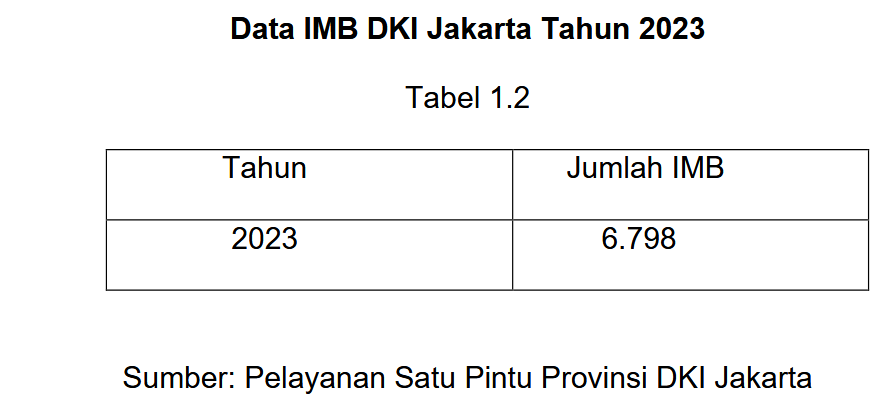 Data IMB DKI Jakarta Tahun 2023
Tabel 1.2
Tahun Jumlah IMB
2023 6.798
Sumber: Pelayanan Satu Pintu Provinsi DKI Jakarta